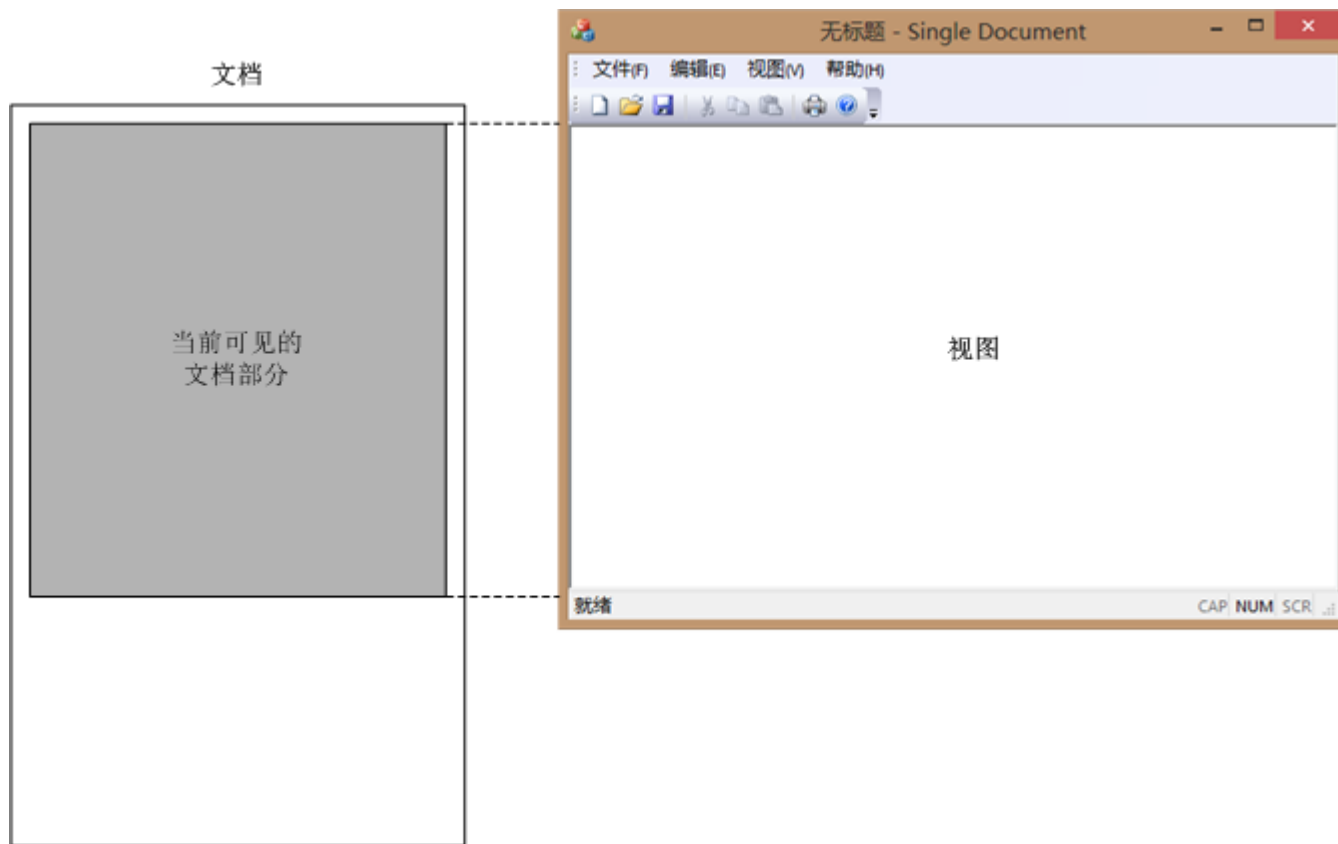 文档
当前可见的
文档部分
无标题 - Single Document
文件(F) 编辑(E) 视图(V) 帮助(H)
视图
就绪
CAP NUM SCR